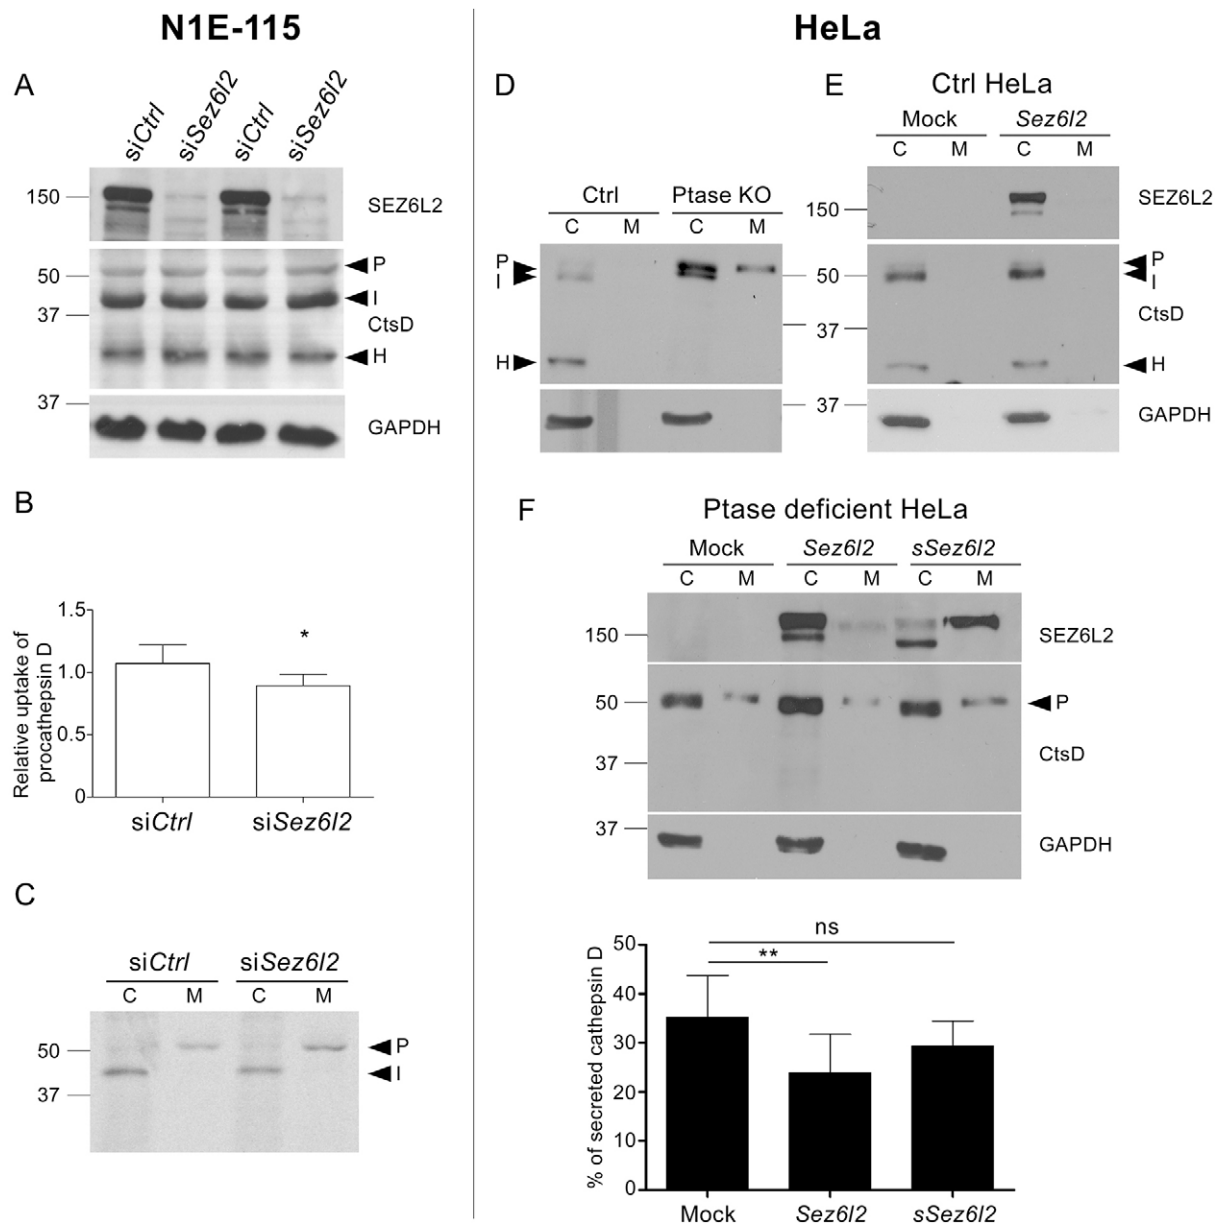 N1E-115
HeLa
A
siCtrl
siSez6l2
siCtrl
siSez6l2
150
SEZ6L2
P
50
I
37
CtsD
H
37
GAPDH
B
1.5
1.0
0.5
0
Relative uptake of
procathepsin D
*
siCtrl
siSez6l2
C
siCtrl
siSez6l2
C M C M
50
P
I
37
D
Ctrl
Ptase KO
C M C M
P
I
H
E
Ctrl HeLa
Mock
Sez6l2
C M C M
150
SEZ6L2
50
P
I
CtsD
37
H
37
GAPDH
F
Ptase deficient HeLa
Mock
Sez6l2
sSez6l2
C M C M C M
150
SEZ6L2
50
P
CtsD
37
37
GAPDH
% of secreted cathepsin D
50
40
30
20
10
0
ns
**
Mock
Sez6l2
sSez6l2